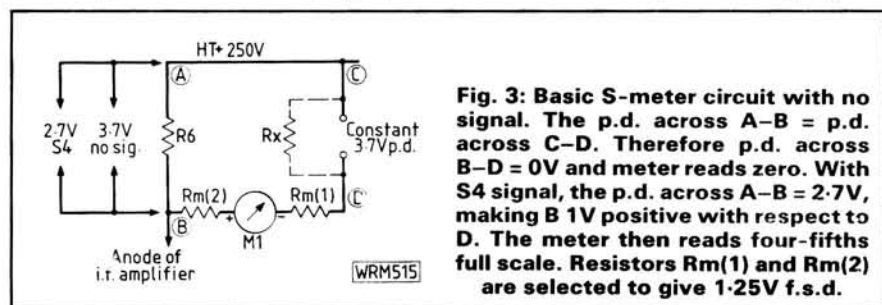 HT+ 250V
A
C
2·7V
S4
3·7V
no sig.
R6
Rx
Constant
3·7V p.d.
Rm(2)
+
-
Rm(1)
D
B
M1
Anode of
i.r. amplifier
WRM515
Fig. 3: Basic S-meter circuit with no
signal. The p.d. across A–B = p.d.
across C–D. Therefore p.d. across
B–D = 0V and meter reads zero. With
S4 signal, the p.d. across A–B = 2·7V,
making B 1V positive with respect to
D. The meter then reads four-fifths
full scale. Resistors Rm(1) and Rm(2)
are selected to give 1·25V f.s.d.